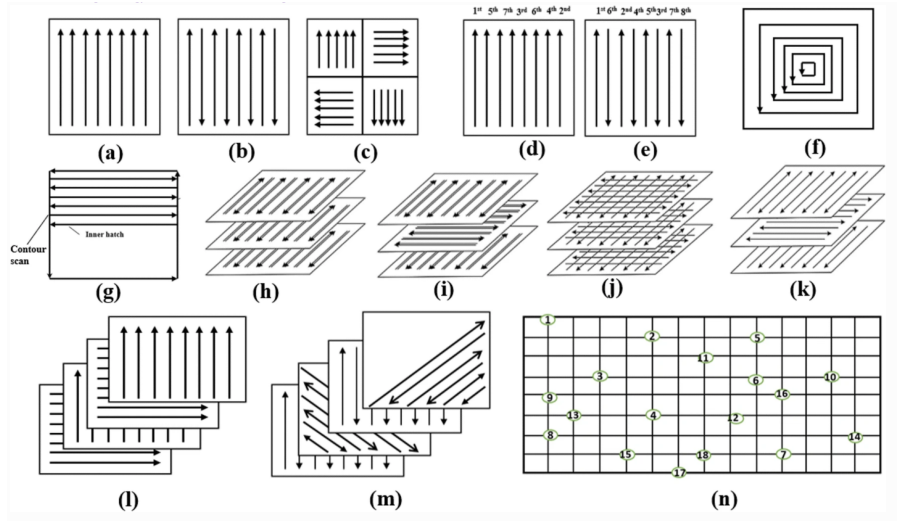 1st 5th 7th 3rd 6th 4th 2nd
1st 6th 2nd 4th 5th 3rd 7th 8th
(a)
(b)
(c)
(d)
(e)
(f)
Inner hatch
Contour
scan
(g)
(h)
(i)
(j)
(k)
1
2
5
11
3
6
10
16
9
13
4
12
8
14
15
18
7
17
(l)
(m)
(n)